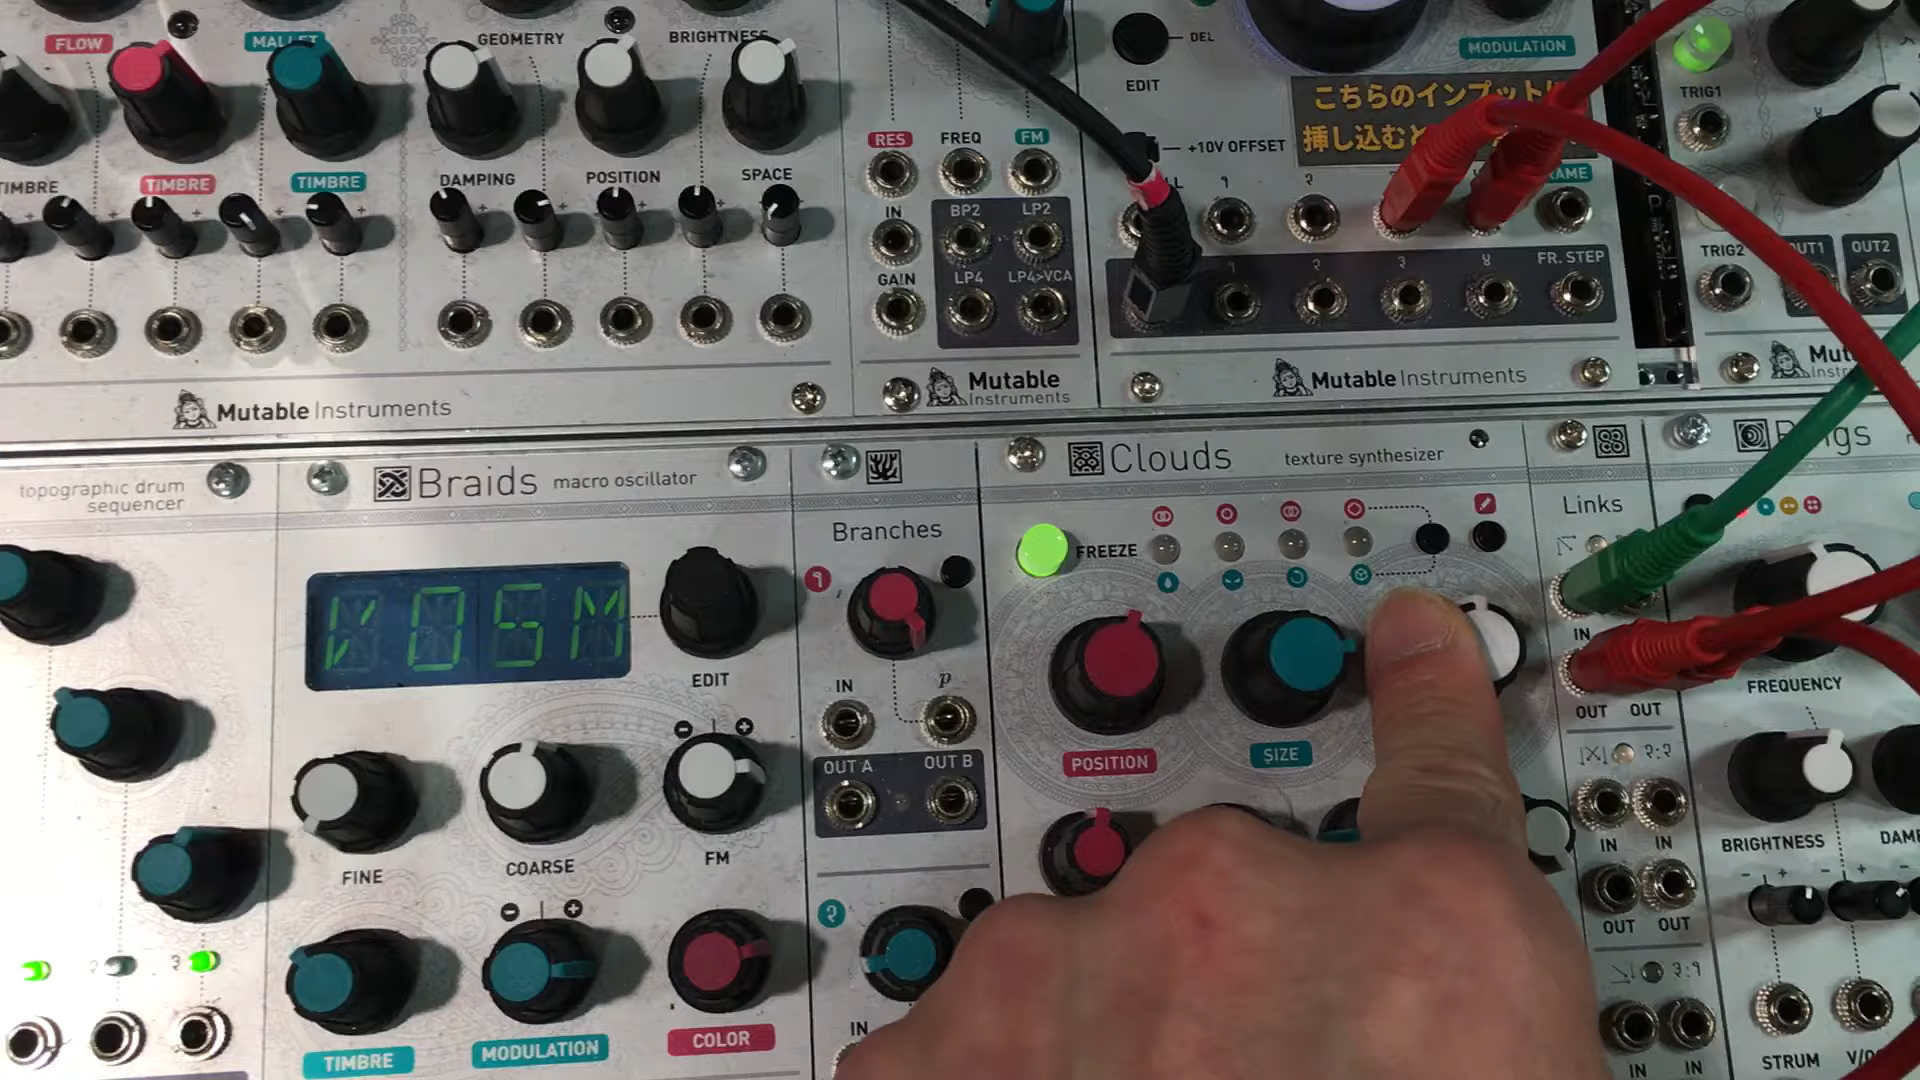 FLOW
MALLET
GEOMETRY
BRIGHTNESS
TIMBRE
TIMBRE
DAMPING
POSITION
SPACE
RES
FREQ
FM
IN
BP2
LP2
GAIN
LP4
LP4>VCA
DEL
EDIT
MODULATION
こちらのインプットに
挿し込むと
+10V OFFSET
FR. STEP
TRIG1
TRIG2
OUT1
OUT2
Mutable Instruments
Mutable
Instruments
Mutable Instruments
topographic drum
sequencer
Braids macro oscillator
Branches
Clouds texture synthesizer
Links
VOSM
EDIT
FINE
COARSE
FM
TIMBRE
MODULATION
COLOR
IN
p
OUT A
OUT B
IN
FREEZE
POSITION
SIZE
IN
OUT OUT
IN IN
OUT OUT
IN IN
FREQUENCY
BRIGHTNESS
STRUM